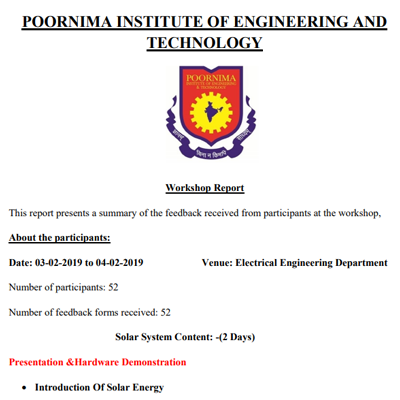 POORNIMA INSTITUTE OF ENGINEERING AND
TECHNOLOGY
POORNIMA
INSTITUTE OF ENGINEERING
& TECHNOLOGY
Workshop Report
This report presents a summary of the feedback received from participants at the workshop,
About the participants:
Date: 03-02-2019 to 04-02-2019 Venue: Electrical Engineering Department
Number of participants: 52
Number of feedback forms received: 52
Solar System Content: -(2 Days)
Presentation &Hardware Demonstration
• Introduction Of Solar Energy